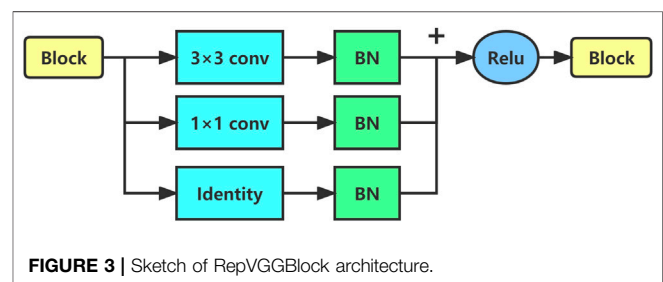 Block 3×3 conv BN + Relu Block
1×1 conv BN
Identity BN
FIGURE 3 | Sketch of RepVGGBlock architecture.